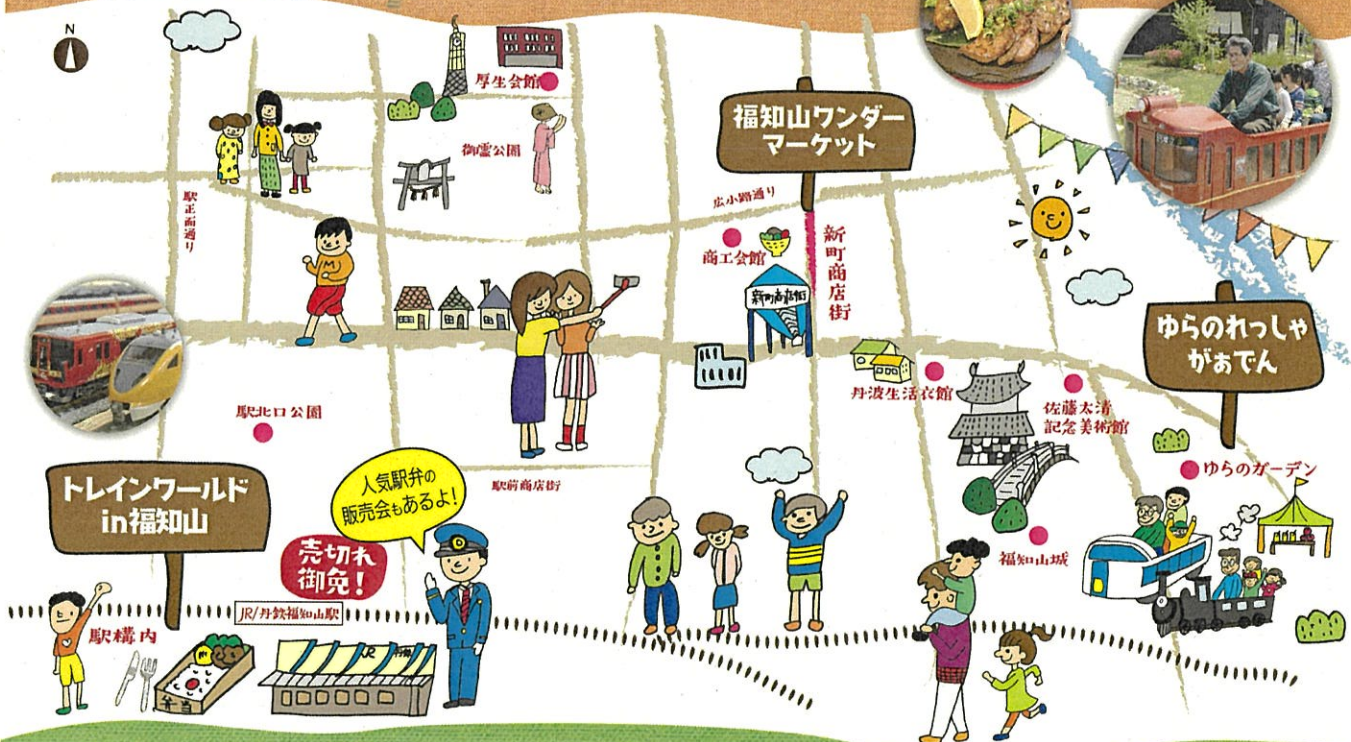 N
厚生会館
御霊公園
駅正面通り
福知山ワンダー
マーケット
広小路通り
商工会館
新町商店街
新町商店街
丹波生活衣館
佐藤太清
記念美術館
ゆらのれっしゃ
がぁでん
ゆらのガーデン
福知山城
駅北口公園
駅前商店街
トレインワールド
in福知山
人気駅弁の
販売会もあるよ!
売切れ
御免!
JR/丹鉄福知山駅
駅構内
弁当
JR
M